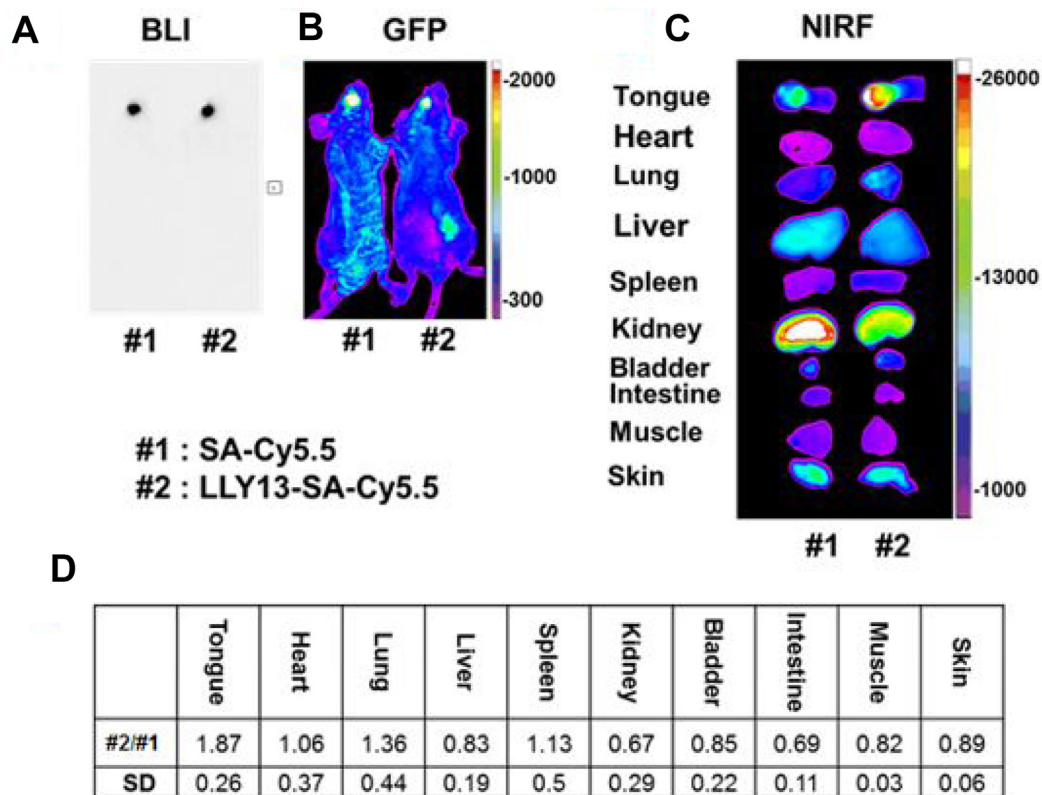 A
BLI
B
GFP
C
NIRF
-2000
-1000
-300
#1 #2
#1 #2
Tongue
Heart
Lung
Liver
Spleen
Kidney
Bladder
Intestine
Muscle
Skin
-26000
-13000
-1000
#1 #2
#1 : SA-Cy5.5
#2 : LLY13-SA-Cy5.5
D
Tongue Heart Lung Liver Spleen Kidney Bladder Intestine Muscle Skin
#2/#1 1.87 1.06 1.36 0.83 1.13 0.67 0.85 0.69 0.82 0.89
SD 0.26 0.37 0.44 0.19 0.5 0.29 0.22 0.11 0.03 0.06